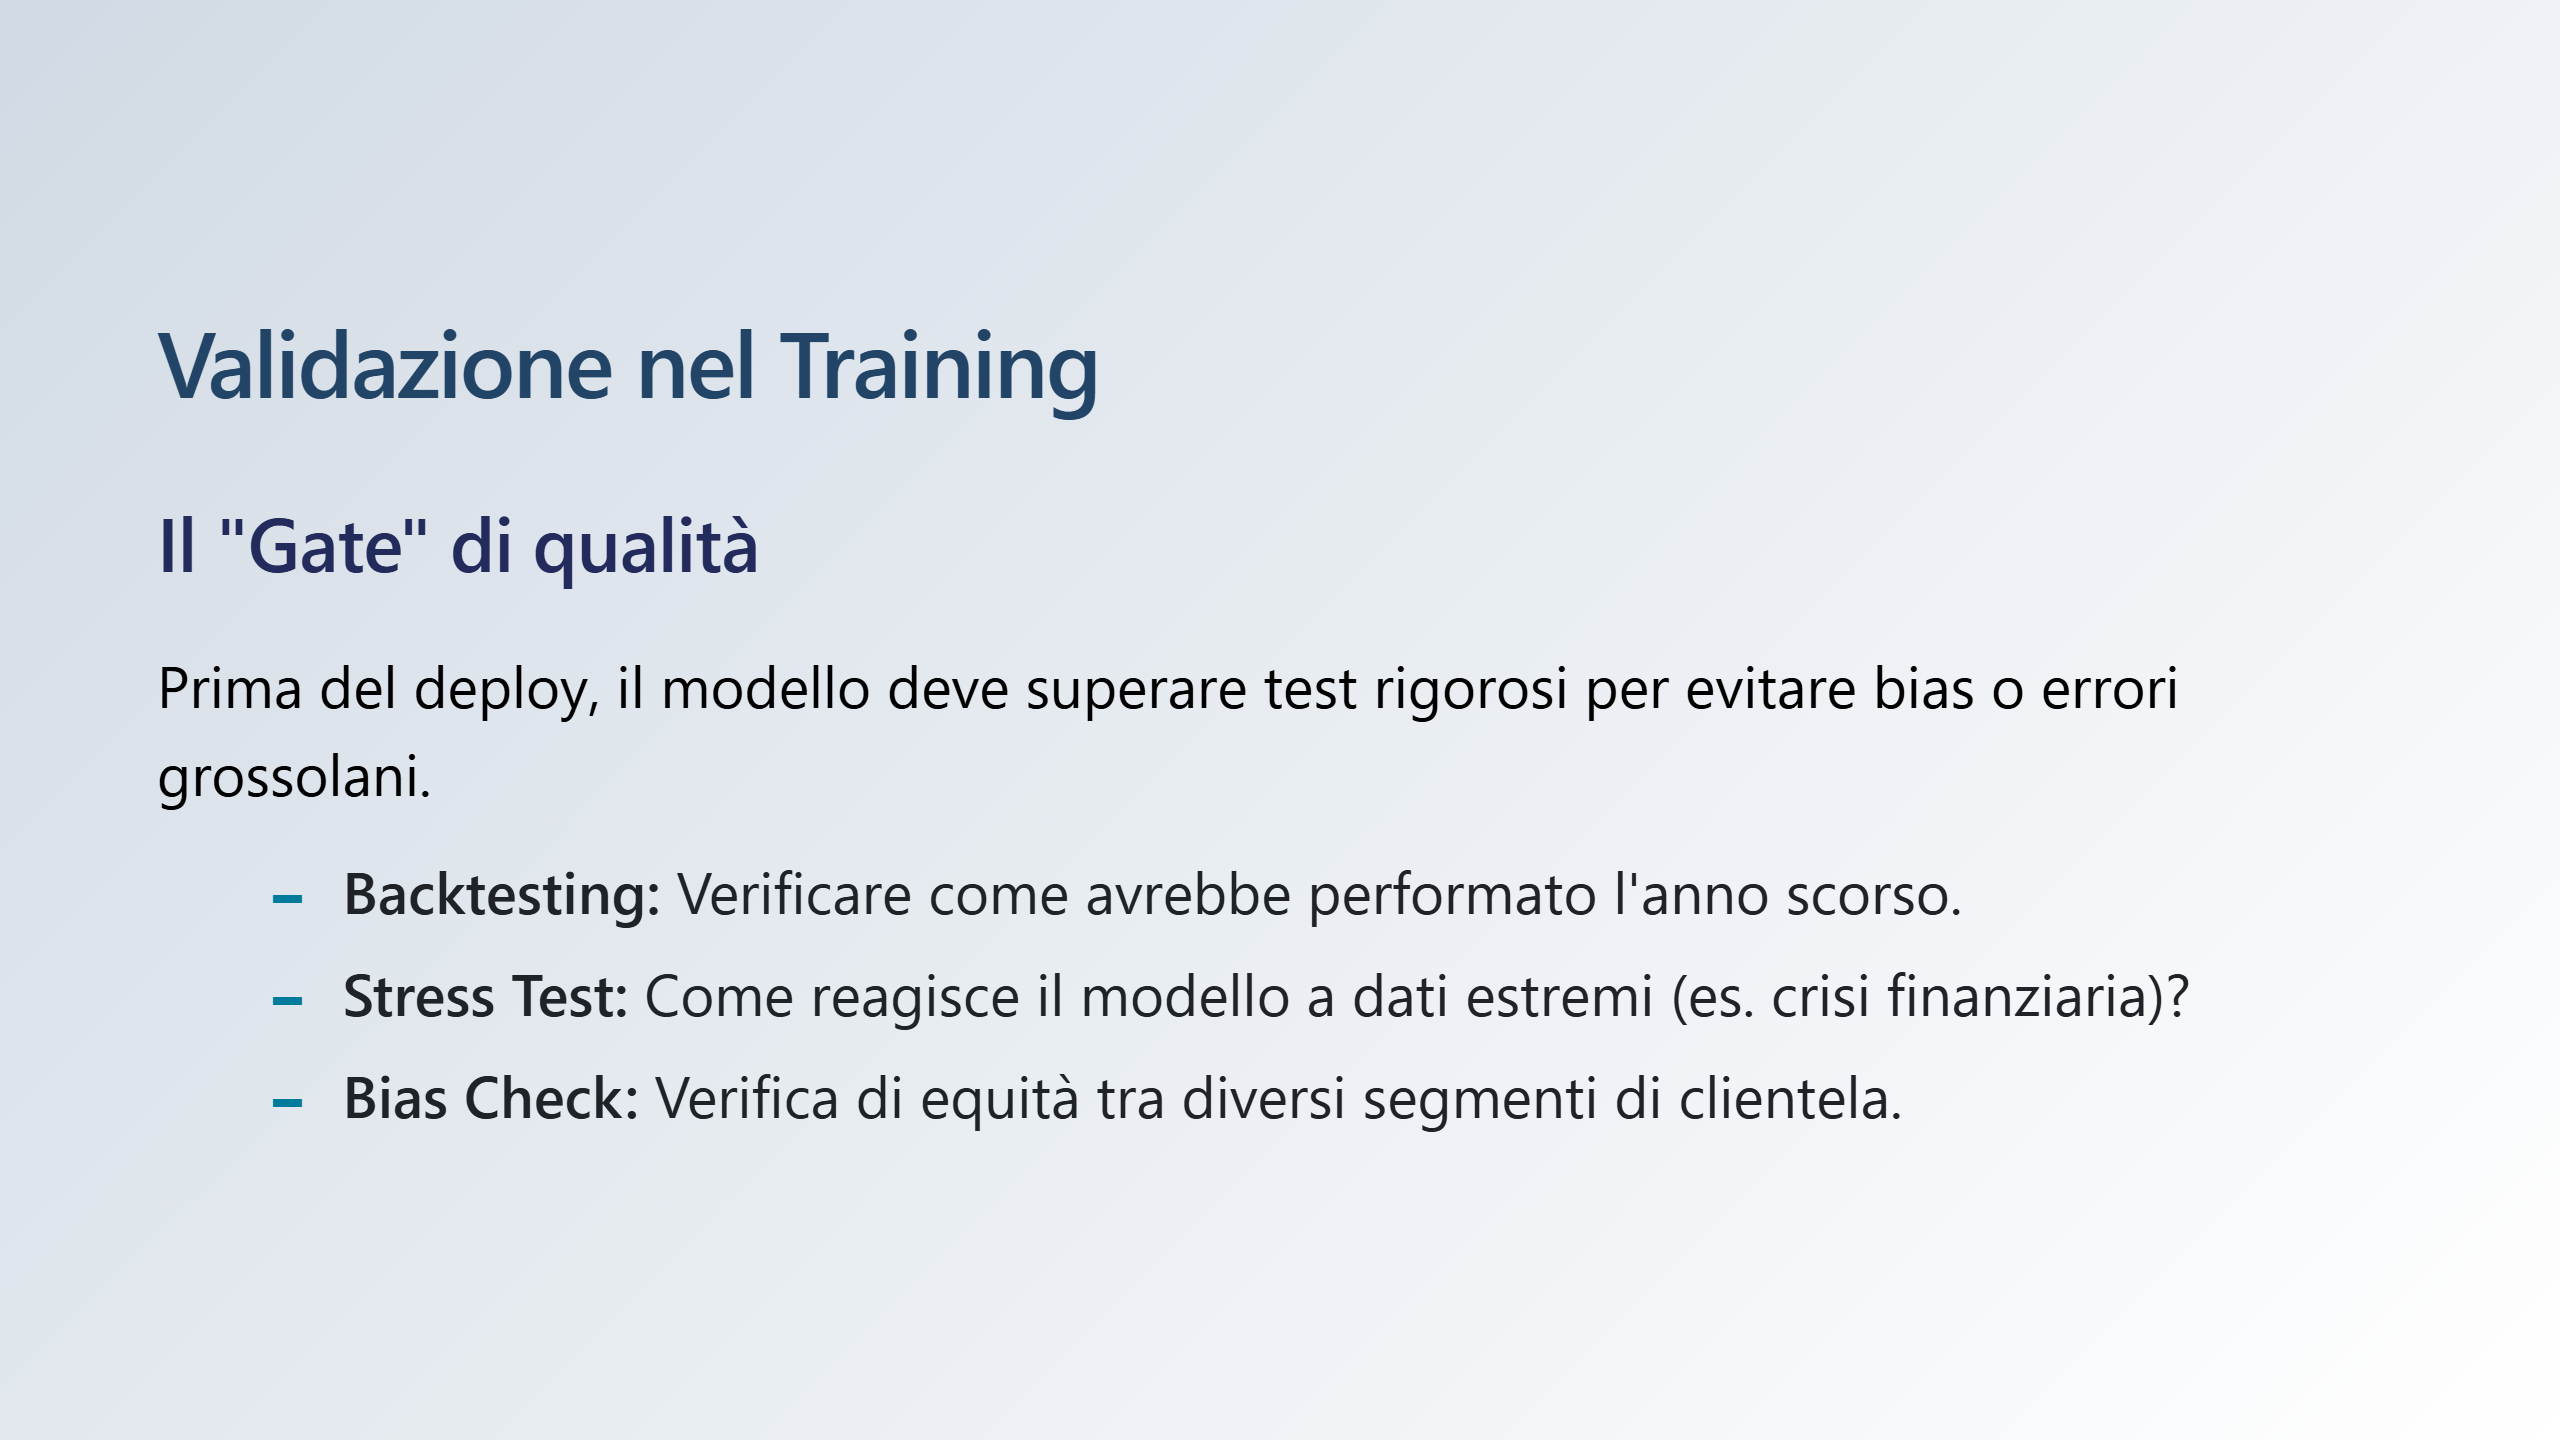 Validazione nel Training
Il "Gate" di qualità
Prima del deploy, il modello deve superare test rigorosi per evitare bias o errori
grossolani.
– Backtesting: Verificare come avrebbe performato l'anno scorso.
– Stress Test: Come reagisce il modello a dati estremi (es. crisi finanziaria)?
– Bias Check: Verifica di equità tra diversi segmenti di clientela.